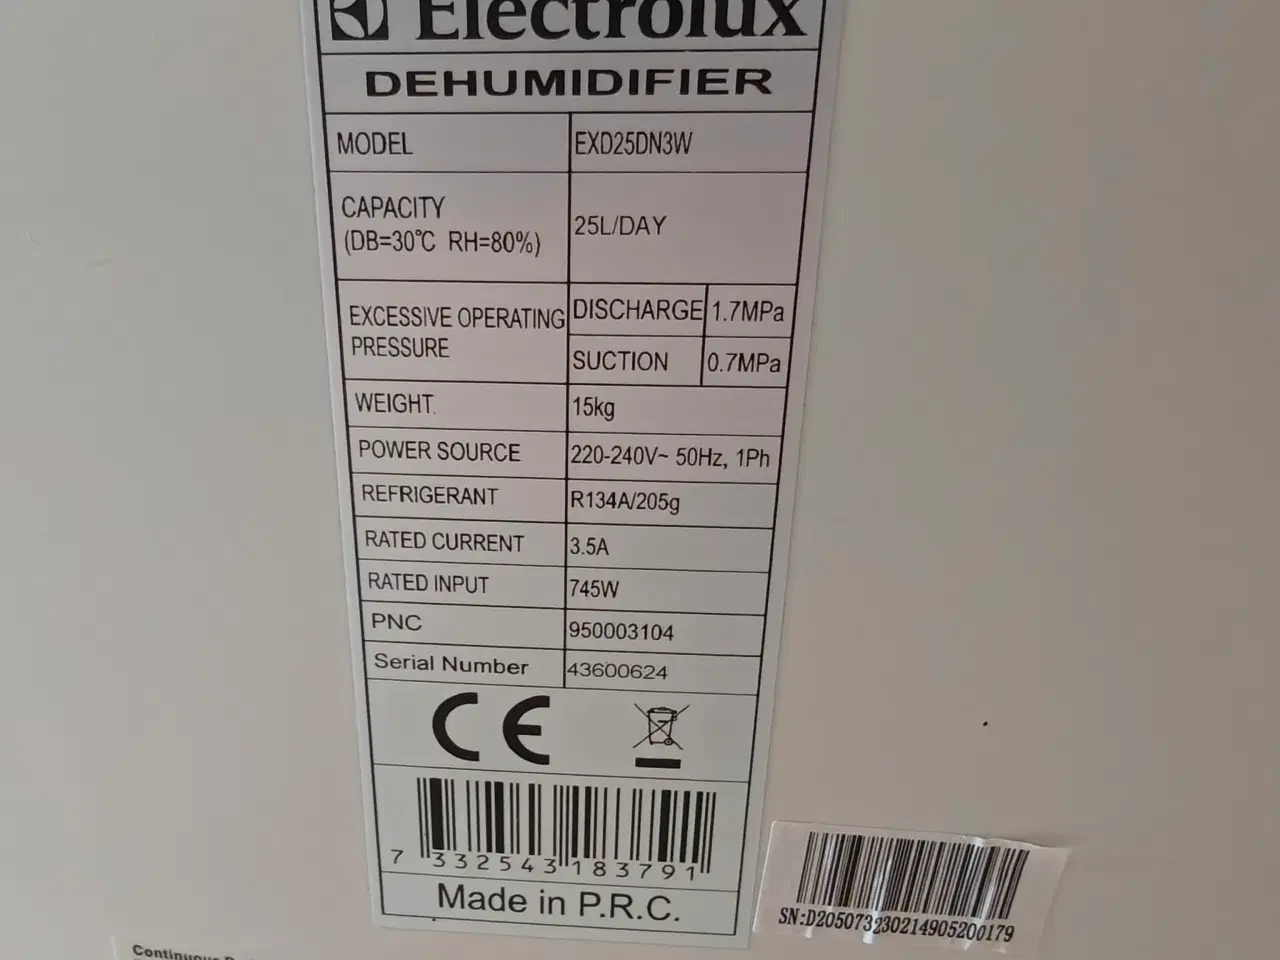 Electrolux
DEHUMIDIFIER
MODEL EXD25DN3W
CAPACITY
(DB=30℃ RH=80%) 25L/DAY
EXCESSIVE OPERATING
PRESSURE
DISCHARGE 1.7MPa
SUCTION 0.7MPa
WEIGHT 15kg
POWER SOURCE 220-240V~ 50Hz, 1Ph
REFRIGERANT R134A/205g
RATED CURRENT 3.5A
RATED INPUT 745W
PNC 950003104
Serial Number 43600624
CE
7 332543 183791
Made in P.R.C.
SN:D205073230214905200179
Continuous